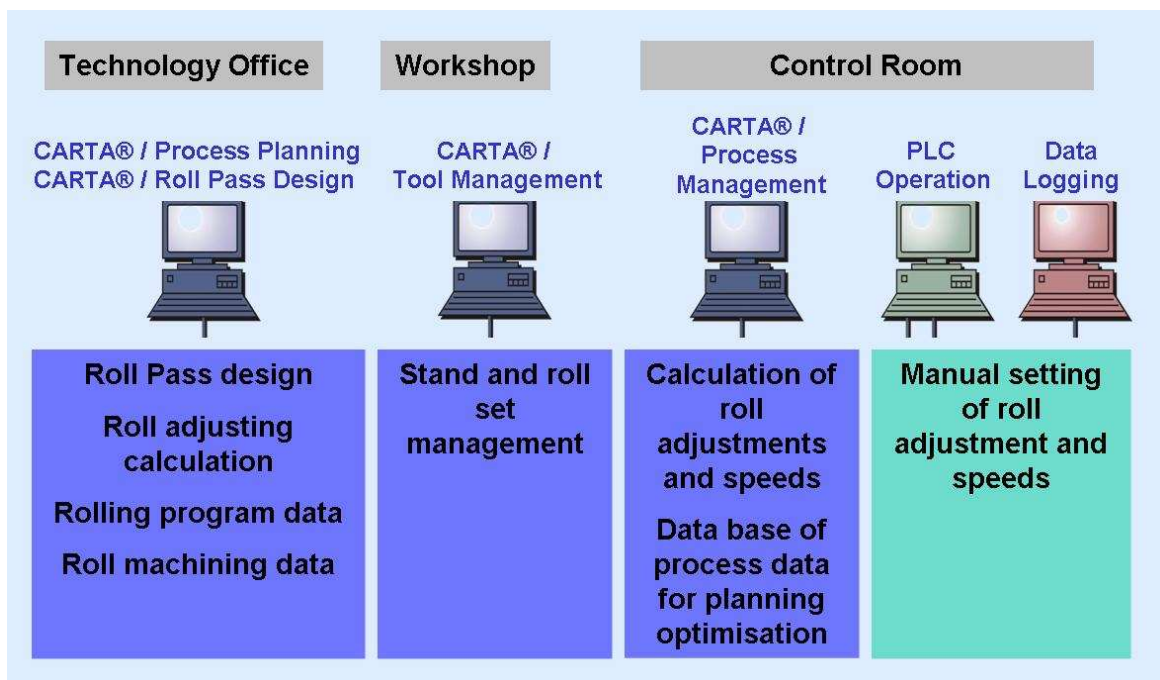 Technology Office
Workshop
Control Room
CARTA® / Process Planning
CARTA® / Roll Pass Design
CARTA® /
Tool Management
CARTA® /
Process
Management
PLC
Operation
Data
Logging
Roll Pass design
Roll adjusting
calculation
Rolling program data
Roll machining data
Stand and roll
set
management
Calculation of
roll
adjustments
and speeds
Data base of
process data
for planning
optimisation
Manual setting
of roll
adjustment and
speeds